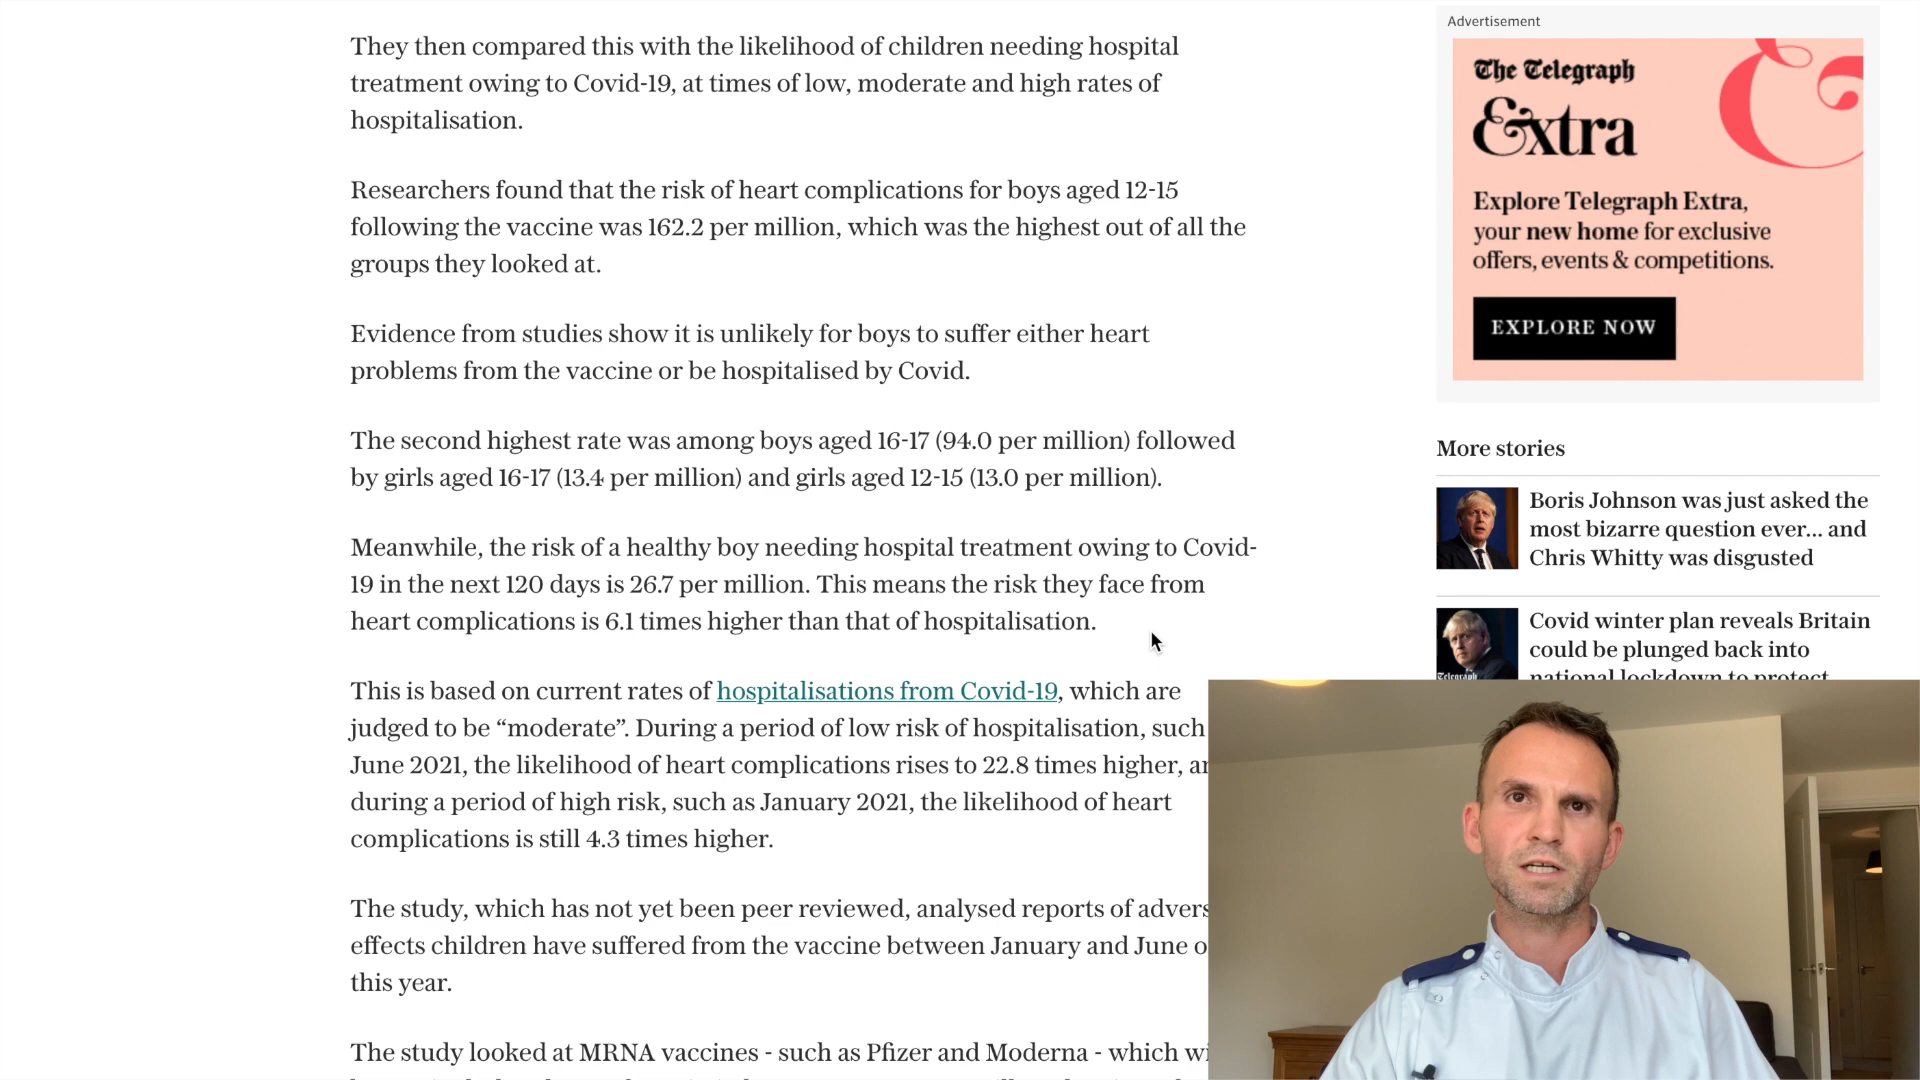 They then compared this with the likelihood of children needing hospital
treatment owing to Covid-19, at times of low, moderate and high rates of
hospitalisation.
Researchers found that the risk of heart complications for boys aged 12-15
following the vaccine was 162.2 per million, which was the highest out of all the
groups they looked at.
Evidence from studies show it is unlikely for boys to suffer either heart
problems from the vaccine or be hospitalised by Covid.
The second highest rate was among boys aged 16-17 (94.0 per million) followed
by girls aged 16-17 (13.4 per million) and girls aged 12-15 (13.0 per million).
Meanwhile, the risk of a healthy boy needing hospital treatment owing to Covid-
19 in the next 120 days is 26.7 per million. This means the risk they face from
heart complications is 6.1 times higher than that of hospitalisation.
This is based on current rates of hospitalisations from Covid-19, which are
judged to be “moderate”. During a period of low risk of hospitalisation, such
June 2021, the likelihood of heart complications rises to 22.8 times higher,
during a period of high risk, such as January 2021, the likelihood of heart
complications is still 4.3 times higher.
The study, which has not yet been peer reviewed, analysed reports of
effects children have suffered from the vaccine between January and June
this year.
The study looked at MRNA vaccines - such as Pfizer and Moderna - which
Advertisement
The Telegraph
Extra
Explore Telegraph Extra,
your new home for exclusive
offers, events & competitions.
EXPLORE NOW
More stories
Boris Johnson was just asked the
most bizarre question ever... and
Chris Whitty was disgusted
Covid winter plan reveals Britain
could be plunged back into
national lockdown to protect
Telegraph